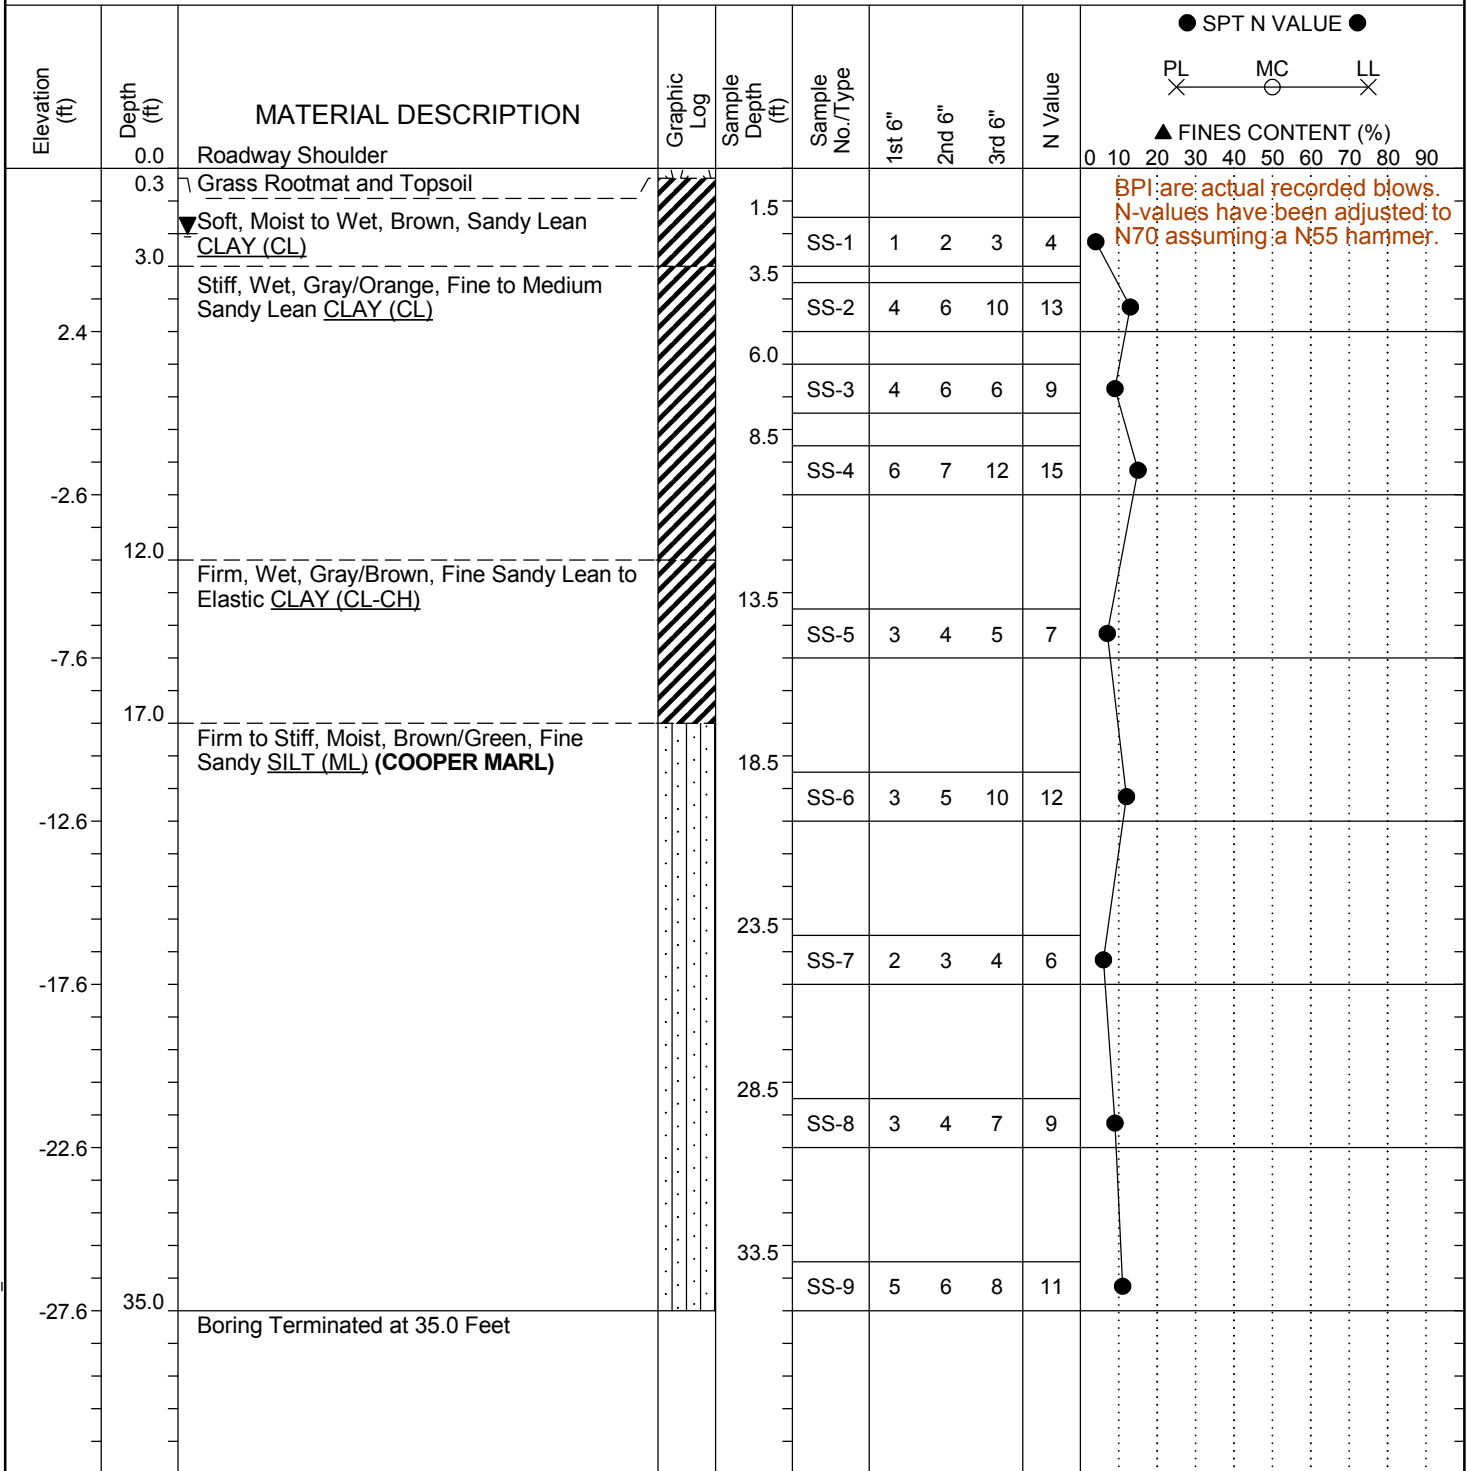 ● SPT N VALUE ●
PL MC LL
▲ FINES CONTENT (%)
0 10 20 30 40 50 60 70 80 90
Elevation (ft)
Depth (ft)
MATERIAL DESCRIPTION
Graphic Log
Sample Depth (ft)
Sample No./Type
1st 6"
2nd 6"
3rd 6"
N Value
0.0 Roadway Shoulder
0.3 Grass Rootmat and Topsoil
BPI are actual recorded blows.
N-values have been adjusted to
N70 assuming a N55 hammer.
1.5
Soft, Moist to Wet, Brown, Sandy Lean
CLAY (CL)
SS-1 1 2 3 4
3.0
3.5
Stiff, Wet, Gray/Orange, Fine to Medium
Sandy Lean CLAY (CL)
SS-2 4 6 10 13
2.4
6.0
SS-3 4 6 6 9
8.5
SS-4 6 7 12 15
-2.6
12.0
Firm, Wet, Gray/Brown, Fine Sandy Lean to
Elastic CLAY (CL-CH)
13.5
SS-5 3 4 5 7
-7.6
17.0
Firm to Stiff, Moist, Brown/Green, Fine
Sandy SILT (ML) (COOPER MARL)
18.5
SS-6 3 5 10 12
-12.6
23.5
SS-7 2 3 4 6
-17.6
28.5
SS-8 3 4 7 9
-22.6
33.5
SS-9 5 6 8 11
-27.6 35.0
Boring Terminated at 35.0 Feet